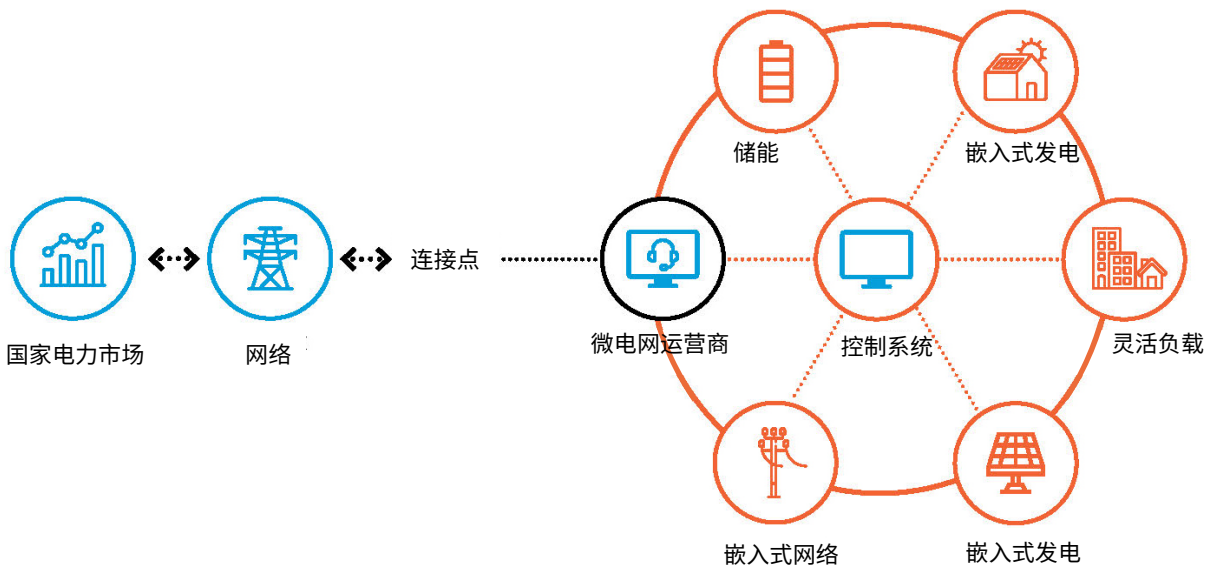 储能
嵌入式发电
连接点
国家电力市场
网络
微电网运营商
控制系统
灵活负载
嵌入式网络
嵌入式发电